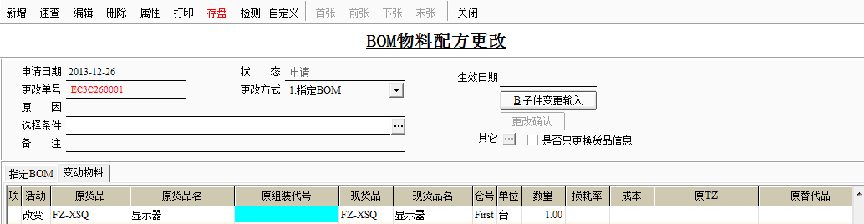 新增 速查 编辑 删除 属性 打印 存盘 检测 自定义 首张 前张 下张 末张 关闭
BOM物料配方更改
申请日期 2013-12-26 状 态 申请 生效日期
更改单号 EC3C260001 更改方式 1.指定BOM B子件变更输入
原 因 更改确认
选择条件 ...
其它 ... 是否只更换货品信息
备 注
指定BOM 变动物料
项 活动 原货品 原货品名 原组装代号 现货品 现货品名 仓号 单位 数量 损耗率 成本 原TZ 原替代品
改变 FZ-XSQ 显示器 FZ-XSQ 显示器 First 台 1.00